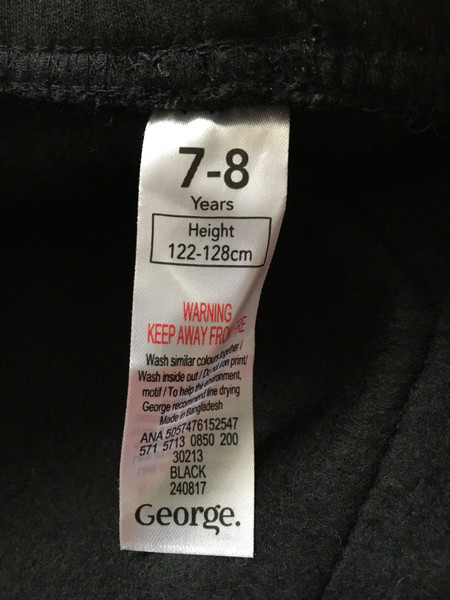 7-8
Years
Height
122-128cm
WARNING
KEEP AWAY FROM FIRE
Wash similar colours together /
Wash inside out / Do not iron print/
motif / To help the environment,
George recommend line drying
Made in Bangladesh
ANA 5057476152547
571 5713 0850 200
30213
BLACK
240817
George.